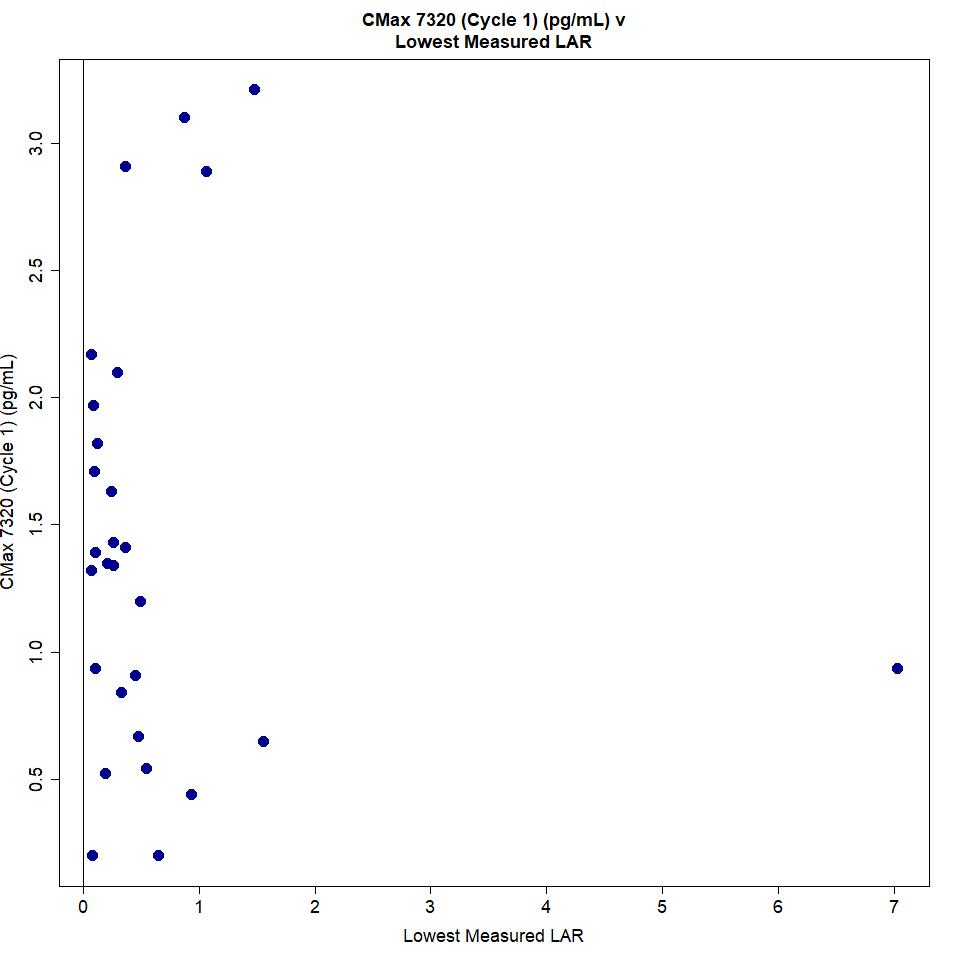 CMax 7320 (Cycle 1) (pg/mL) v
Lowest Measured LAR
3.0
2.5
2.0
1.5
1.0
0.5
CMax 7320 (Cycle 1) (pg/mL)
0 1 2 3 4 5 6 7
Lowest Measured LAR